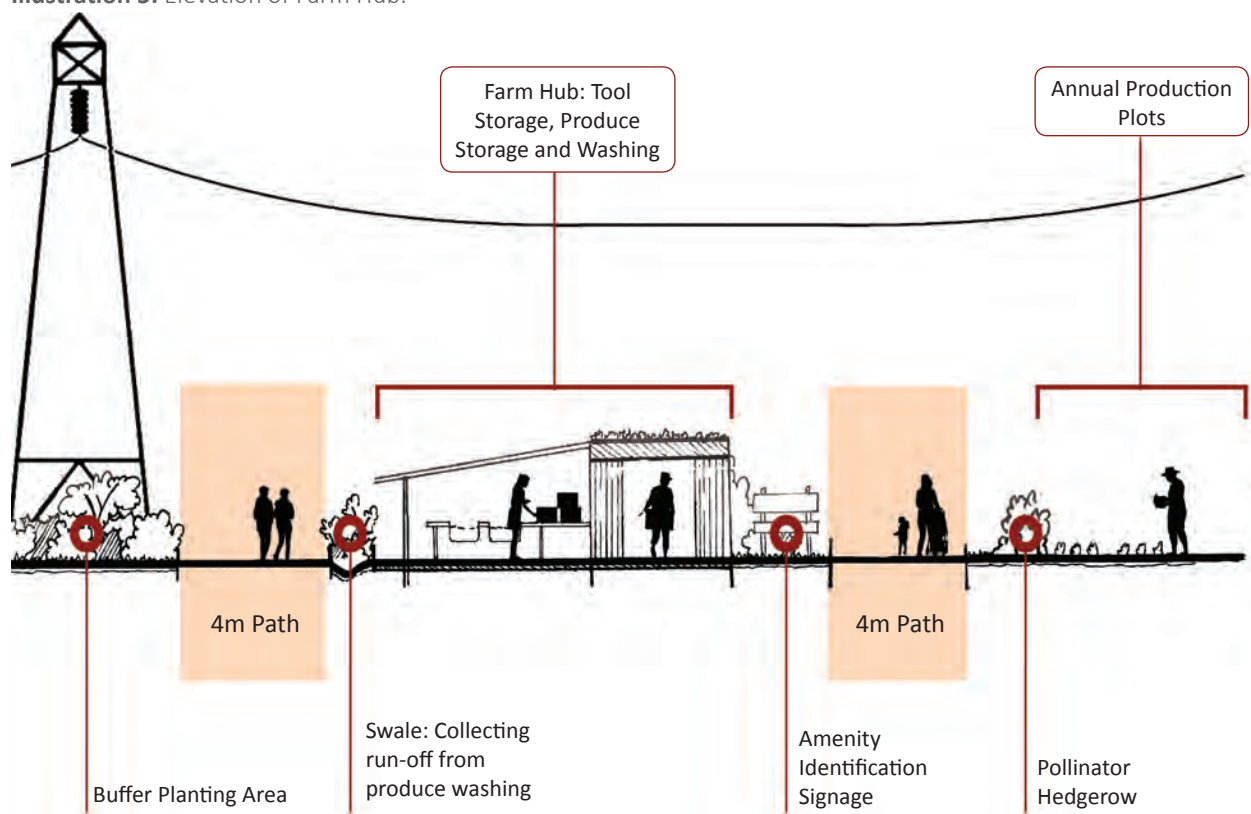 Illustration 3: Elevation of Farm Hub.
Farm Hub: Tool
Storage, Produce
Storage and Washing
Annual Production
Plots
4m Path
4m Path
Swale: Collecting
run-off from
produce washing
Buffer Planting Area
Amenity
Identification
Signage
Pollinator
Hedgerow